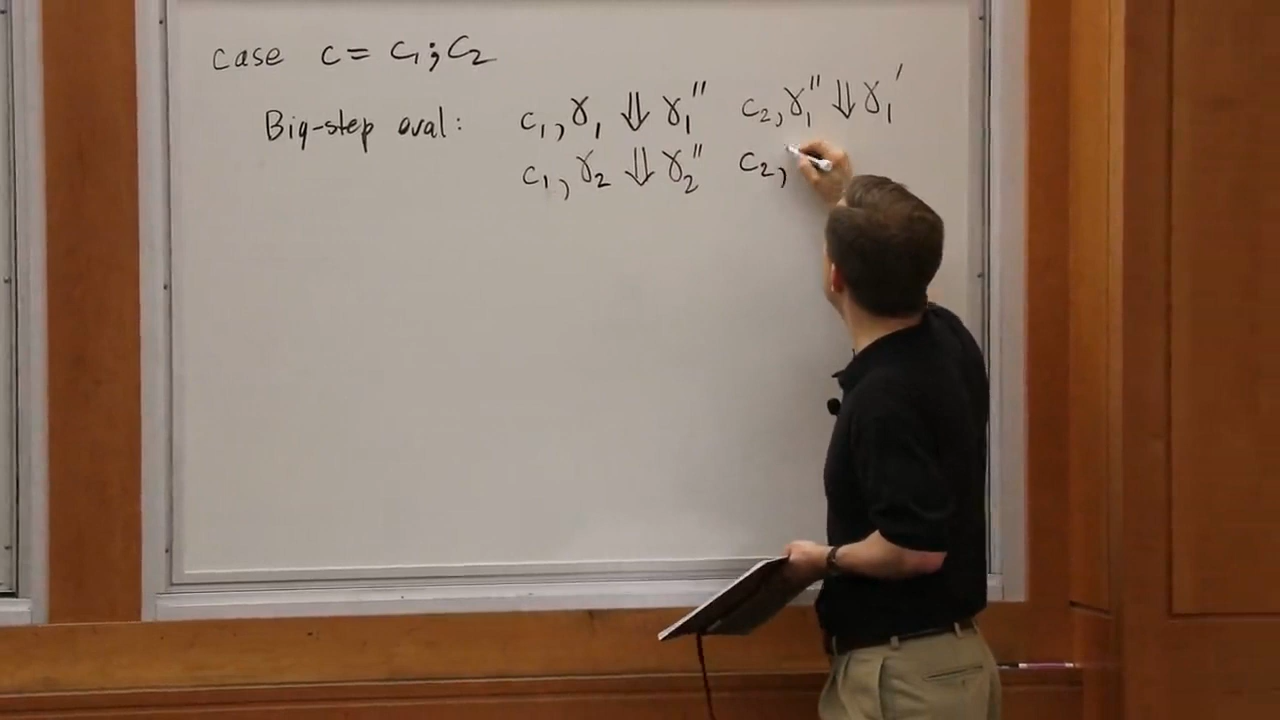 case c = c₁; c₂
Big-step eval: c₁, γ₁ ⇓ γ₁'' c₂, γ₁'' ⇓ γ₁'
c₁, γ₂ ⇓ γ₂'' c₂,